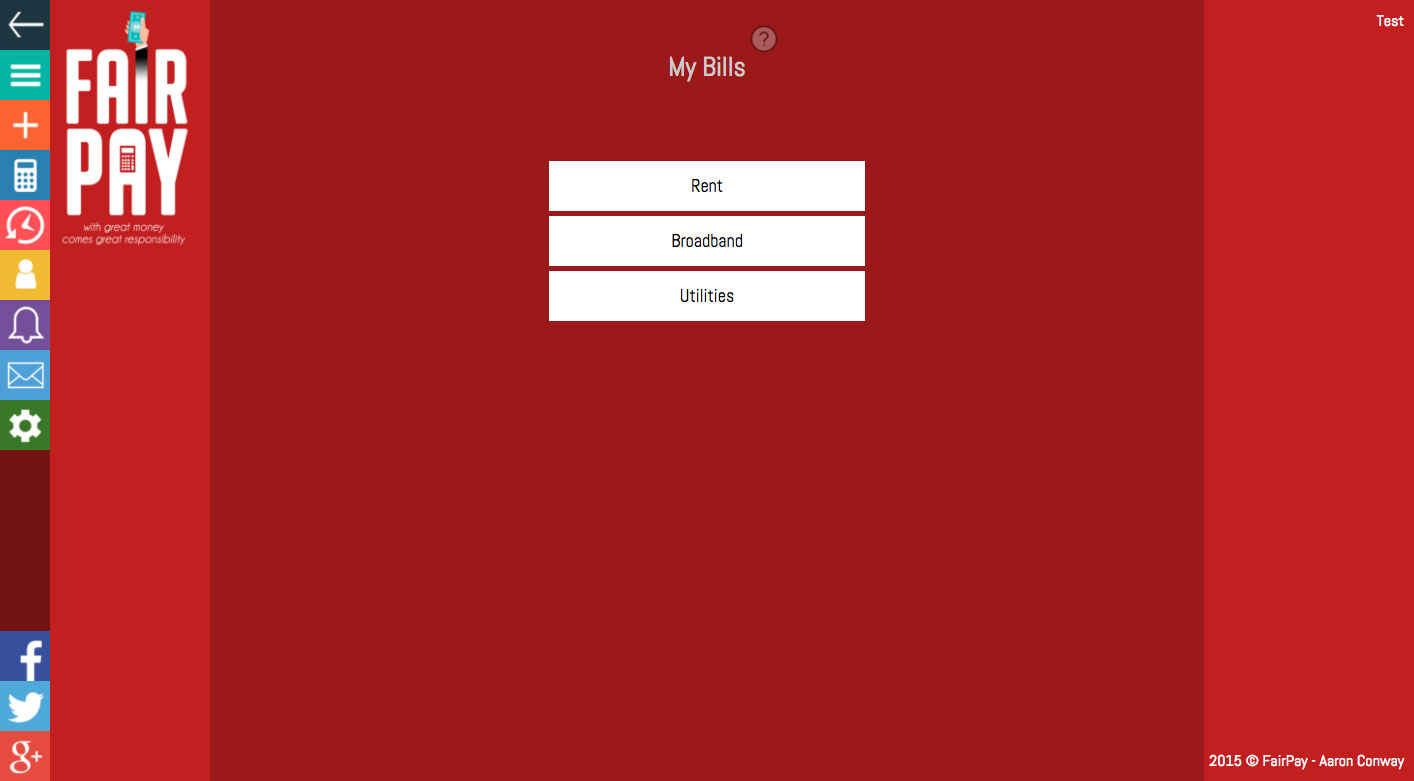 Test
FAIR
PAY
with great money
comes great responsibility
?
My Bills
Rent
Broadband
Utilities
f
g+
2015 © FairPay - Aaron Conway